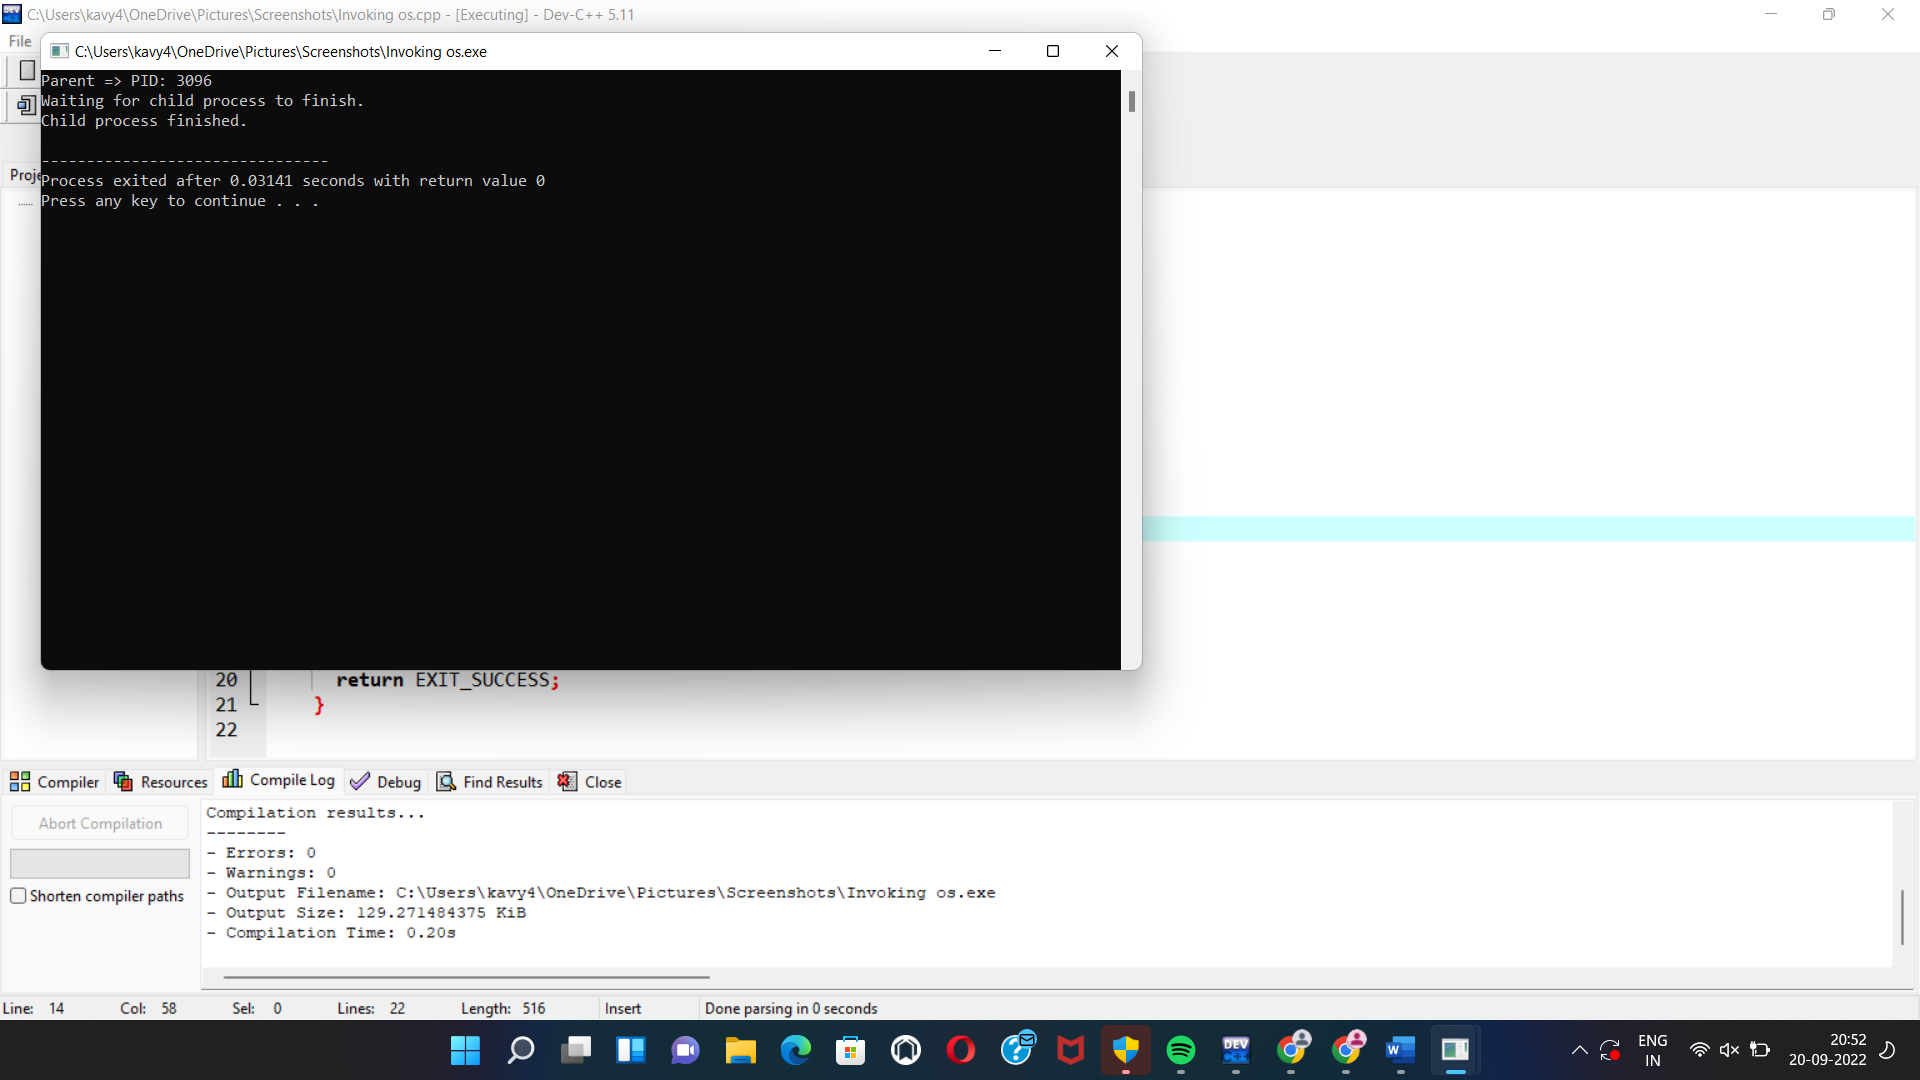 C:\Users\kavy4\OneDrive\Pictures\Screenshots\Invoking os.cpp - [Executing] - Dev-C++ 5.11
File
C:\Users\kavy4\OneDrive\Pictures\Screenshots\Invoking os.exe
Parent => PID: 3096
Waiting for child process to finish.
Child process finished.
--------------------------------
Proje
Process exited after 0.03141 seconds with return value 0
Press any key to continue . . .
20 return EXIT_SUCCESS;
21 }
22
Compiler Resources Compile Log Debug Find Results Close
Abort Compilation
Shorten compiler paths
Compilation results...
--------
- Errors: 0
- Warnings: 0
- Output Filename: C:\Users\kavy4\OneDrive\Pictures\Screenshots\Invoking os.exe
- Output Size: 129.271484375 KiB
- Compilation Time: 0.20s
Line: 14 Col: 58 Sel: 0 Lines: 22 Length: 516 Insert Done parsing in 0 seconds
DEV C++
ENG
IN
20:52
20-09-2022